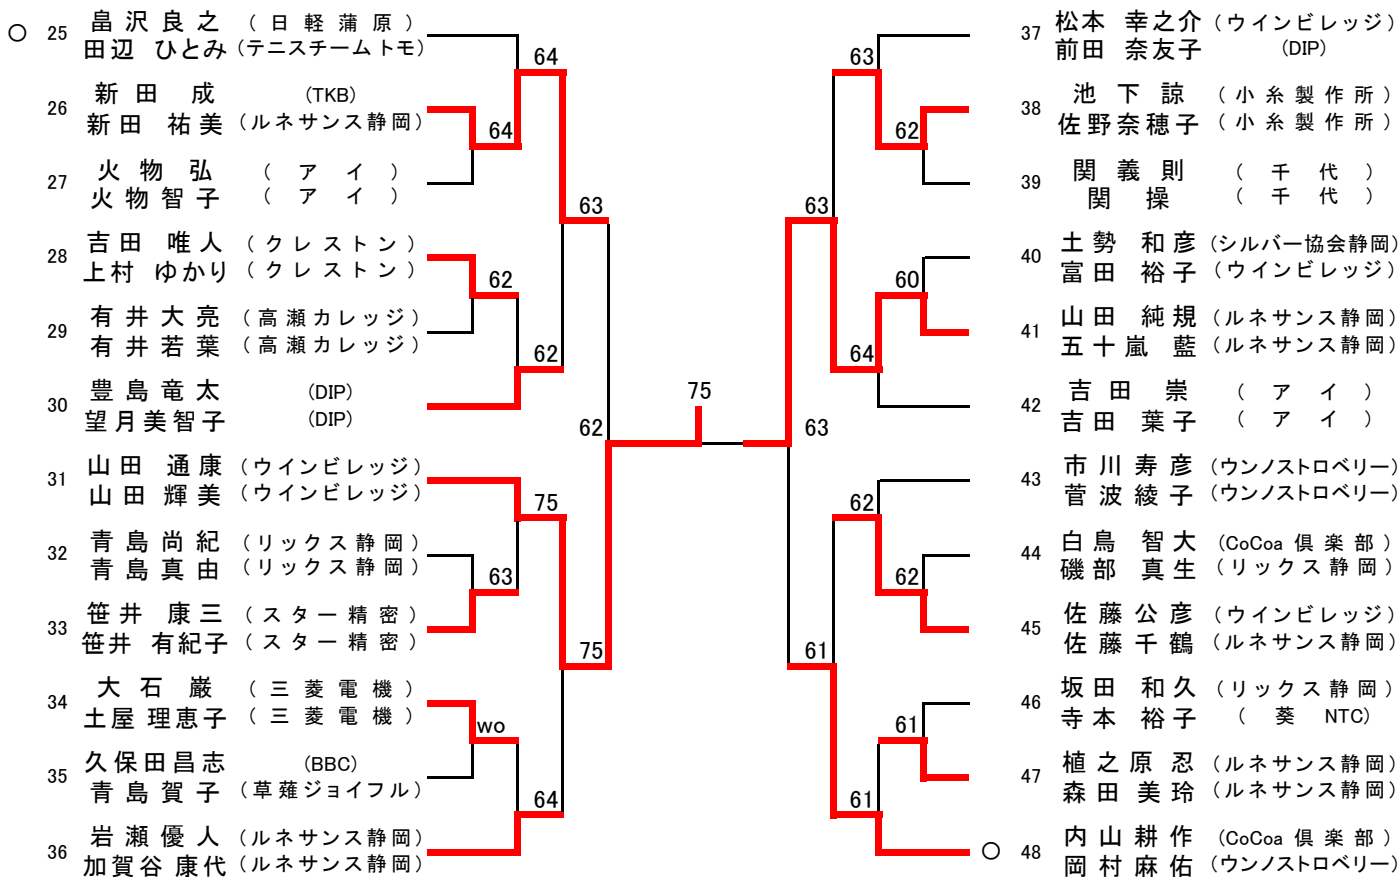 ○ 25 畠沢良之 （日軽蒲原）
田辺 ひとみ （テニスチームトモ）
64
26 新田 成 (TKB)
新田 祐美 （ルネサンス静岡）
64
27 火物 弘 （アイ）
火物智子 （アイ）
63
28 吉田 唯人 （クレストン）
上村 ゆかり （クレストン）
62
29 有井大亮 （高瀬カレッジ）
有井若葉 （高瀬カレッジ）
62
30 豊島竜太 (DIP)
望月美智子 (DIP)
62
75
31 山田 通康 （ウインビレッジ）
山田 輝美 （ウインビレッジ）
75
32 青島尚紀 （リックス静岡）
青島真由 （リックス静岡）
63
33 笹井 康三 （スター精密）
笹井 有紀子 （スター精密）
75
34 大石 巌 （三菱電機）
土屋 理恵子 （三菱電機）
wo
35 久保田昌志 (BBC)
青島賀子 （草薙ジョイフル）
64
36 岩瀬優人 （ルネサンス静岡）
加賀谷 康代 （ルネサンス静岡）
37 松本 幸之介 （ウインビレッジ）
前田 奈友子 (DIP)
63
38 池下 諒 （小糸製作所）
佐野奈穂子 （小糸製作所）
62
39 関 義則 （千代）
関 操 （千代）
63
40 土勢 和彦 （シルバー協会静岡）
富田 裕子 （ウインビレッジ）
60
41 山田 純規 （ルネサンス静岡）
五十嵐 藍 （ルネサンス静岡）
64
42 吉田 崇 （アイ）
吉田 葉子 （アイ）
63
43 市川寿彦 （ウンノストロベリー）
菅波綾子 （ウンノストロベリー）
62
44 白鳥 智大 （CoCoa 倶楽部）
磯部 真生 （リックス静岡）
62
45 佐藤公彦 （ウインビレッジ）
佐藤千鶴 （ルネサンス静岡）
61
46 坂田 和久 （リックス静岡）
寺本 裕子 （葵 NTC)
61
47 植之原 忍 （ルネサンス静岡）
森田 美玲 （ルネサンス静岡）
61
○ 48 内山耕作 （CoCoa 倶楽部）
岡村麻佑 （ウンノストロベリー）